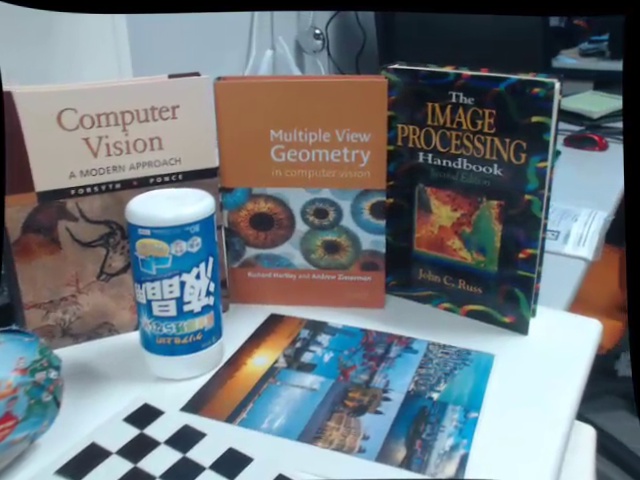 Computer
Vision
A MODERN APPROACH
FORSYTH PONCE
Multiple View
Geometry
in computer vision
Richard Hartley and Andrew Zisserman
The
IMAGE
PROCESSING
Handbook
Second Edition
John C. Russ